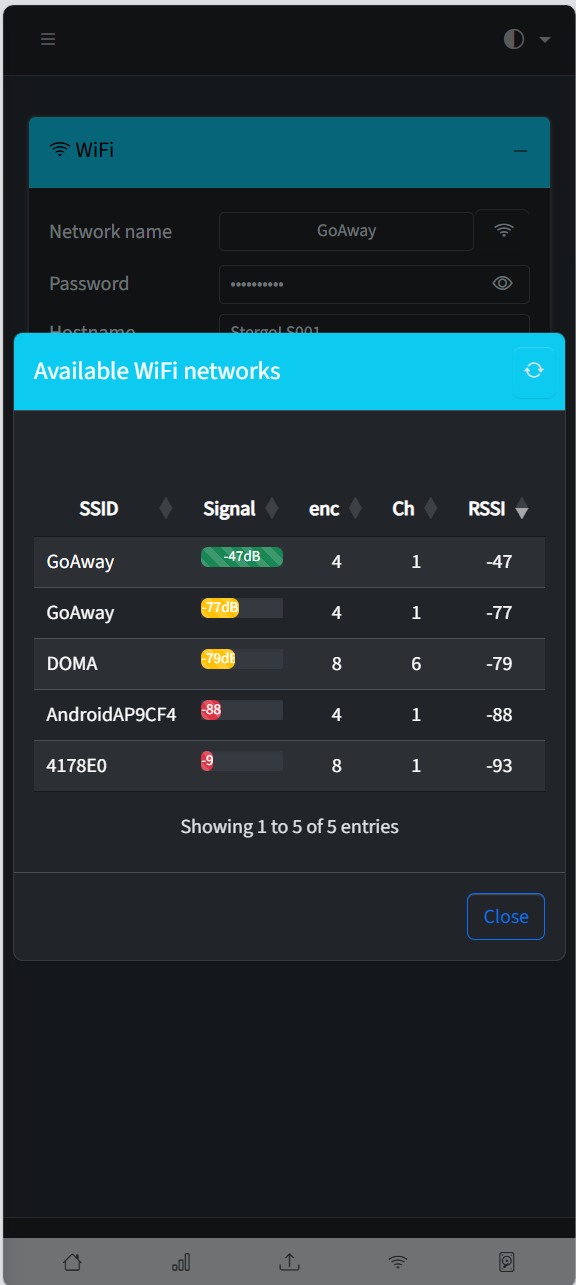 WiFi
Network name GoAway
Password ••••••••••
Hostname Stergol S001
Available WiFi networks
SSID Signal enc Ch RSSI
GoAway -47dB 4 1 -47
GoAway -77dB 4 1 -77
DOMA -79dB 8 6 -79
AndroidAP9CF4 -88 4 1 -88
4178E0 -9 8 1 -93
Showing 1 to 5 of 5 entries
Close